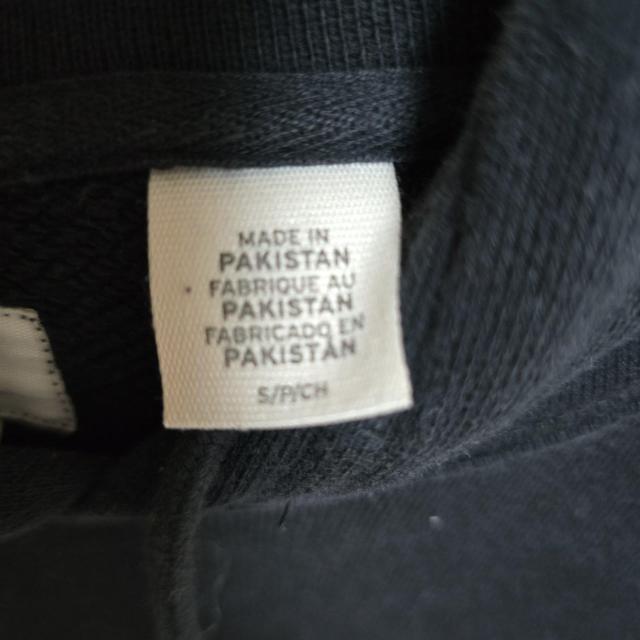 MADE IN
PAKISTAN
FABRIQUE AU
PAKISTAN
FABRICADO EN
PAKISTAN
S/P/CH